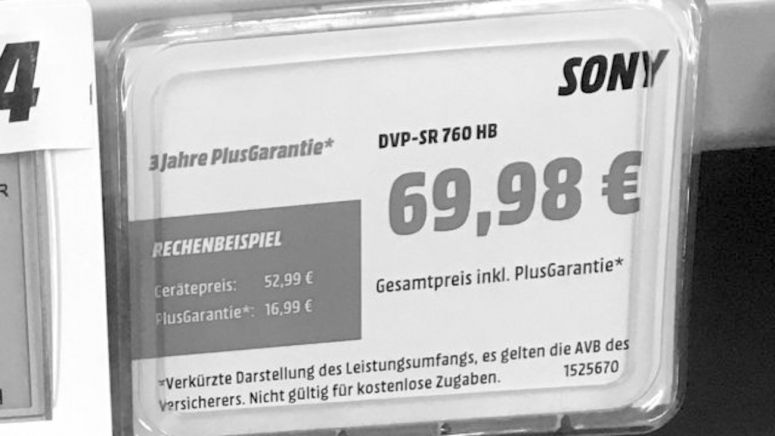 4
R
SONY
DVP-SR 760 HB
3 Jahre PlusGarantie*
69,98 €
RECHENBEISPIEL
Gerätepreis: 52,99 €
PlusGarantie*: 16,99 €
Gesamtpreis inkl. PlusGarantie*
*Verkürzte Darstellung des Leistungsumfangs, es gelten die AVB des
Versicherers. Nicht gültig für kostenlose Zugaben. 1525670